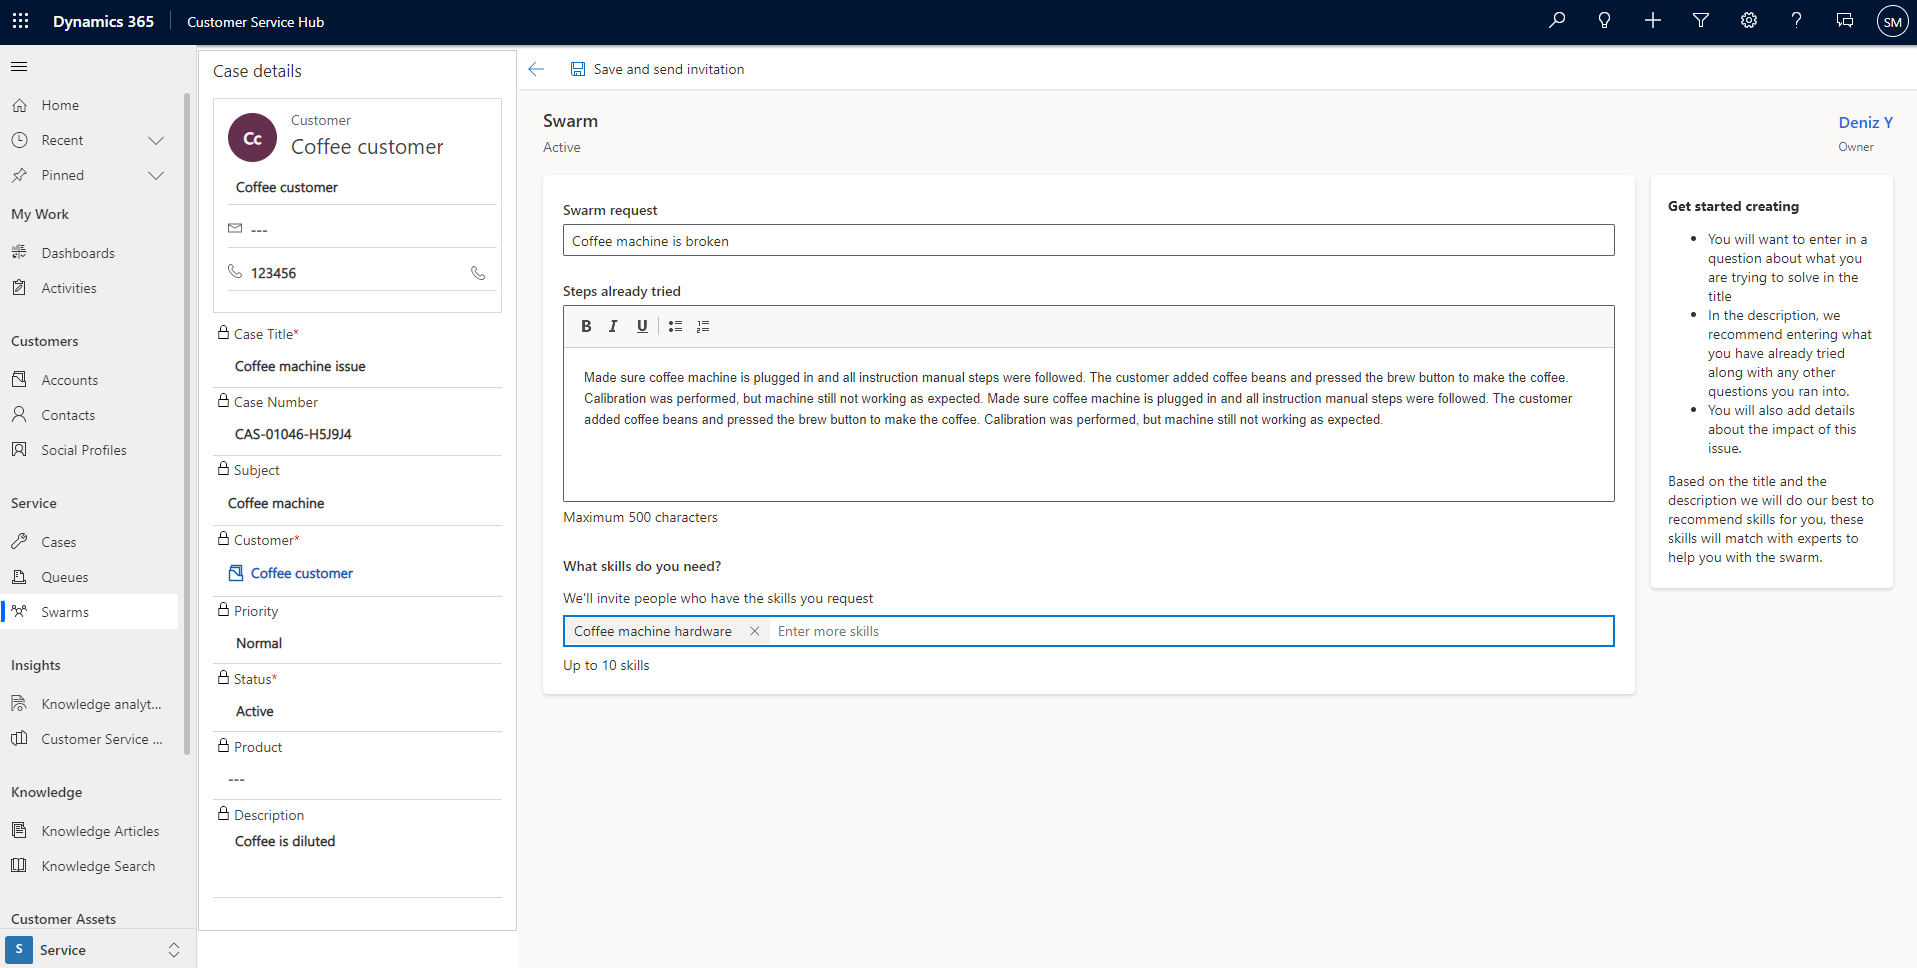 Dynamics 365
Customer Service Hub
SM
Home
Recent
Pinned
My Work
Dashboards
Activities
Customers
Accounts
Contacts
Social Profiles
Service
Cases
Queues
Swarms
Insights
Knowledge analyt...
Customer Service ...
Knowledge
Knowledge Articles
Knowledge Search
Customer Assets
S Service
Case details
Cc
Customer
Coffee customer
Coffee customer
---
123456
Case Title*
Coffee machine issue
Case Number
CAS-01046-H5J9J4
Subject
Coffee machine
Customer*
Coffee customer
Priority
Normal
Status*
Active
Product
---
Description
Coffee is diluted
Save and send invitation
Swarm
Active
Deniz Y
Owner
Swarm request
Coffee machine is broken
Steps already tried
B I U
Made sure coffee machine is plugged in and all instruction manual steps were followed. The customer added coffee beans and pressed the brew button to make the coffee.
Calibration was performed, but machine still not working as expected. Made sure coffee machine is plugged in and all instruction manual steps were followed. The customer
added coffee beans and pressed the brew button to make the coffee. Calibration was performed, but machine still not working as expected.
Maximum 500 characters
What skills do you need?
We'll invite people who have the skills you request
Coffee machine hardware
Enter more skills
Up to 10 skills
Get started creating
• You will want to enter in a
question about what you
are trying to solve in the
title
• In the description, we
recommend entering what
you have already tried
along with any other
questions you ran into.
• You will also add details
about the impact of this
issue.
Based on the title and the
description we will do our best to
recommend skills for you, these
skills will match with experts to
help you with the swarm.